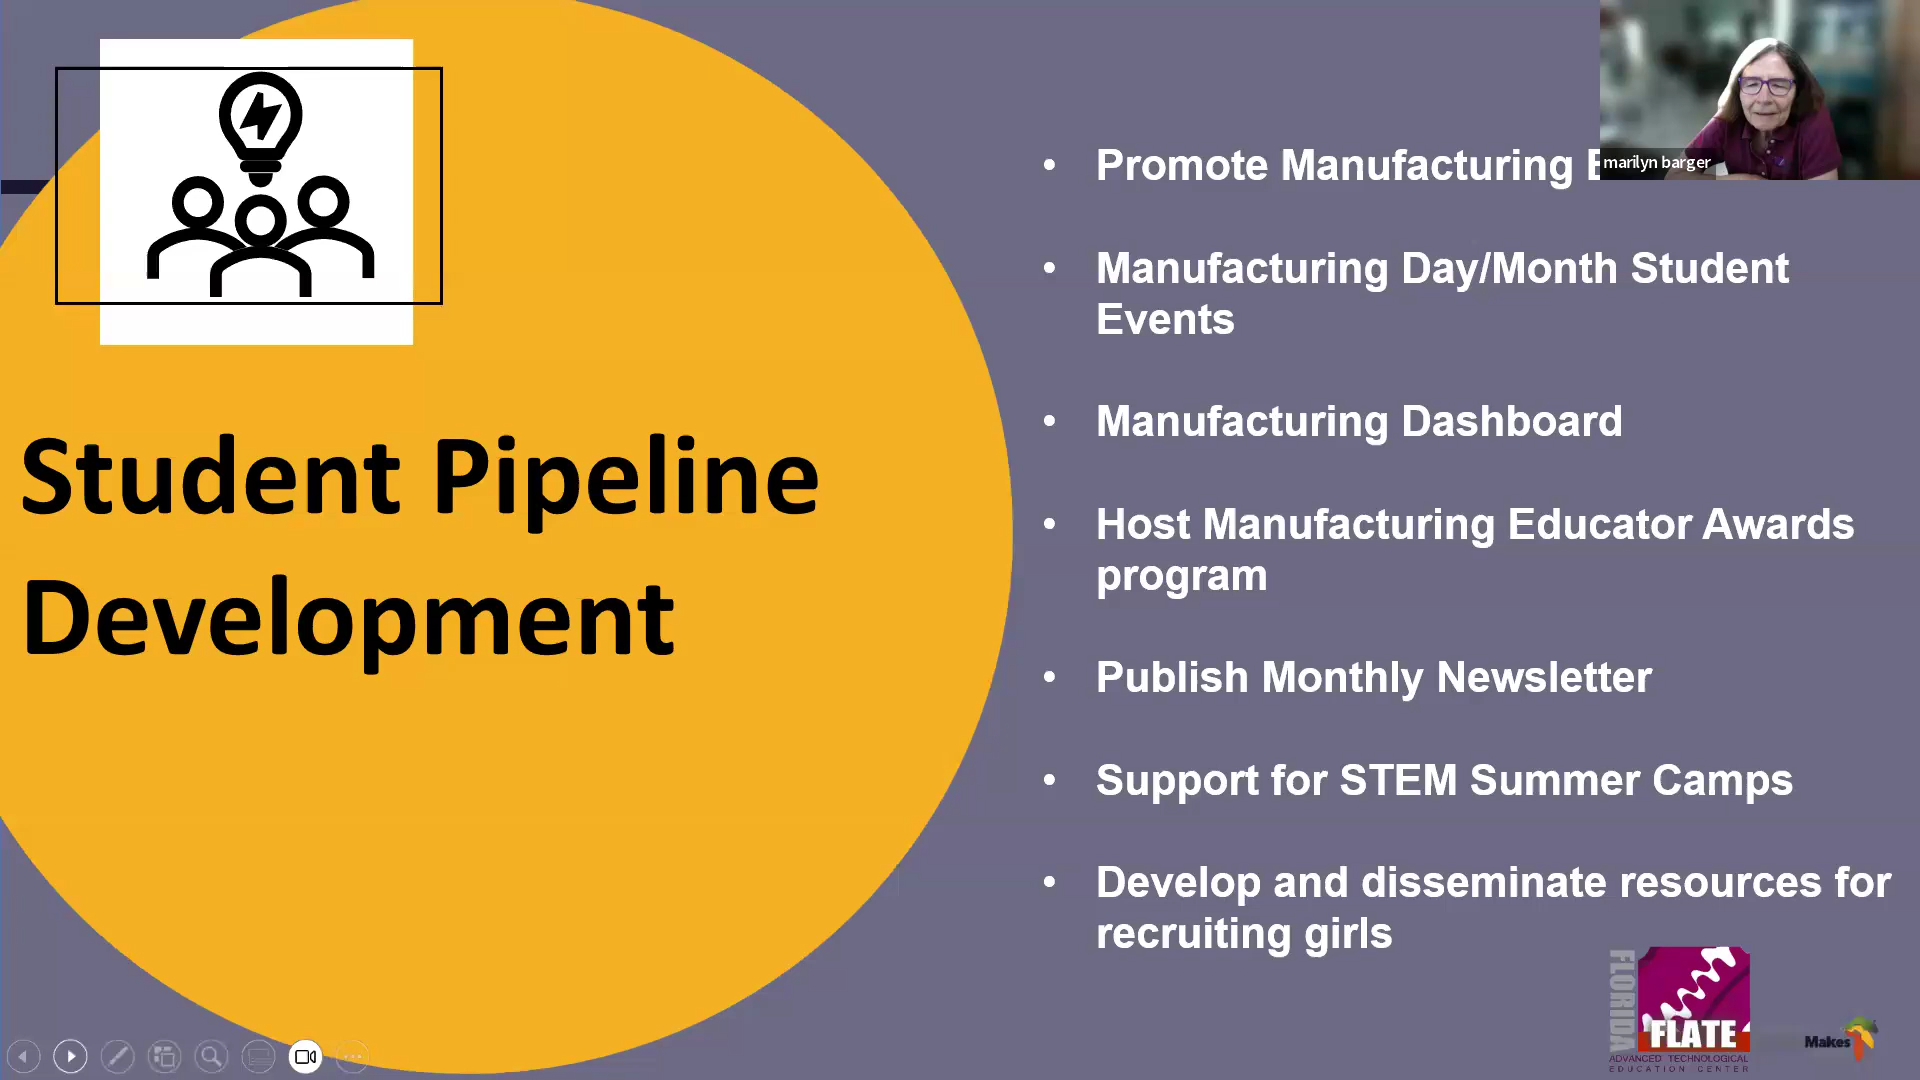 Student Pipeline
Development
• Promote Manufacturing
• Manufacturing Day/Month Student
Events
• Manufacturing Dashboard
• Host Manufacturing Educator Awards
program
• Publish Monthly Newsletter
• Support for STEM Summer Camps
• Develop and disseminate resources for
recruiting girls
marilyn barger
FLORIDA
FLATE
ADVANCED TECHNOLOGICAL
EDUCATION CENTER
Makes